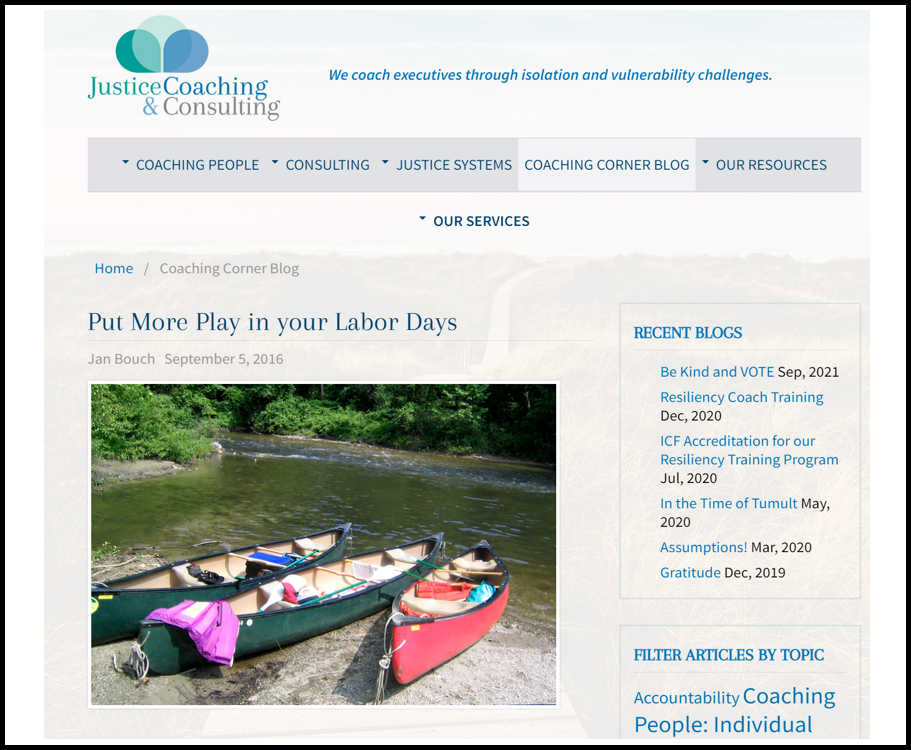 JusticeCoaching
& Consulting
We coach executives through isolation and vulnerability challenges.
COACHING PEOPLE CONSULTING JUSTICE SYSTEMS COACHING CORNER BLOG OUR RESOURCES
OUR SERVICES
Home / Coaching Corner Blog
Put More Play in your Labor Days
Jan Bouch September 5, 2016
RECENT BLOGS
Be Kind and VOTE Sep, 2021
Resiliency Coach Training
Dec, 2020
ICF Accreditation for our
Resiliency Training Program
Jul, 2020
In the Time of Tumult May,
2020
Assumptions! Mar, 2020
Gratitude Dec, 2019
FILTER ARTICLES BY TOPIC
Accountability Coaching
People: Individual